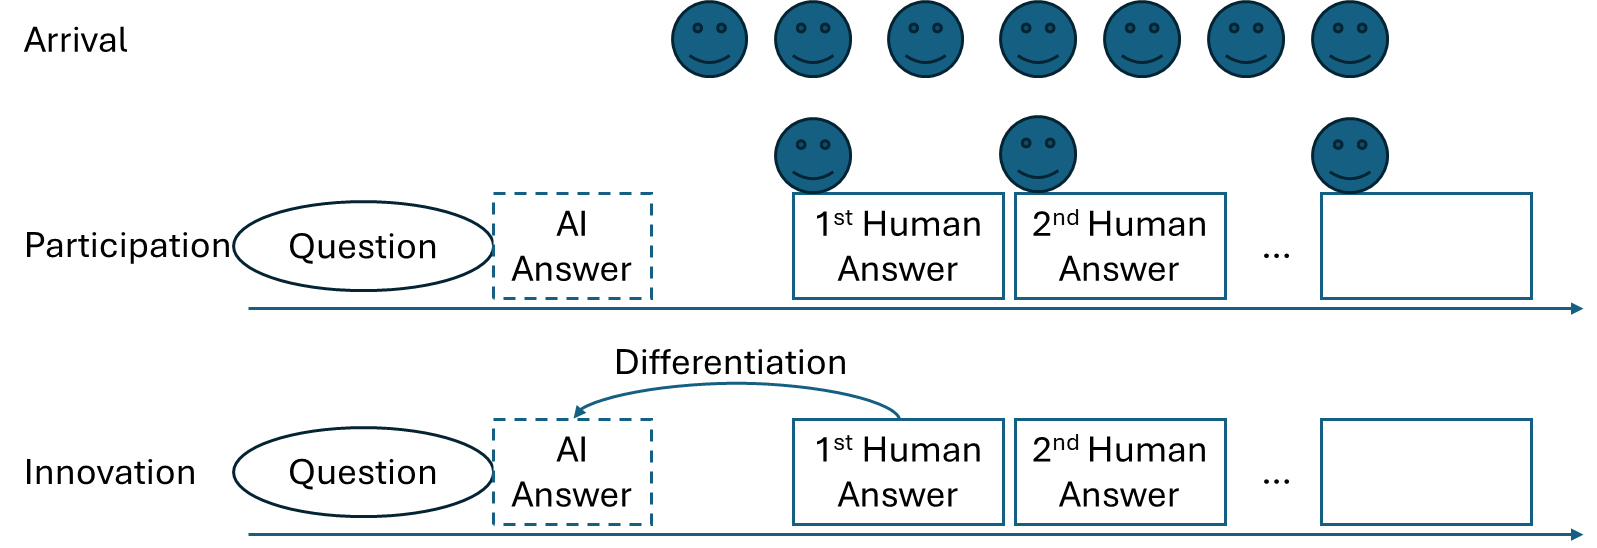 Arrival
Participation
Question
AI
Answer
1st Human
Answer
2nd Human
Answer
...
Differentiation
Innovation
Question
AI
Answer
1st Human
Answer
2nd Human
Answer
...